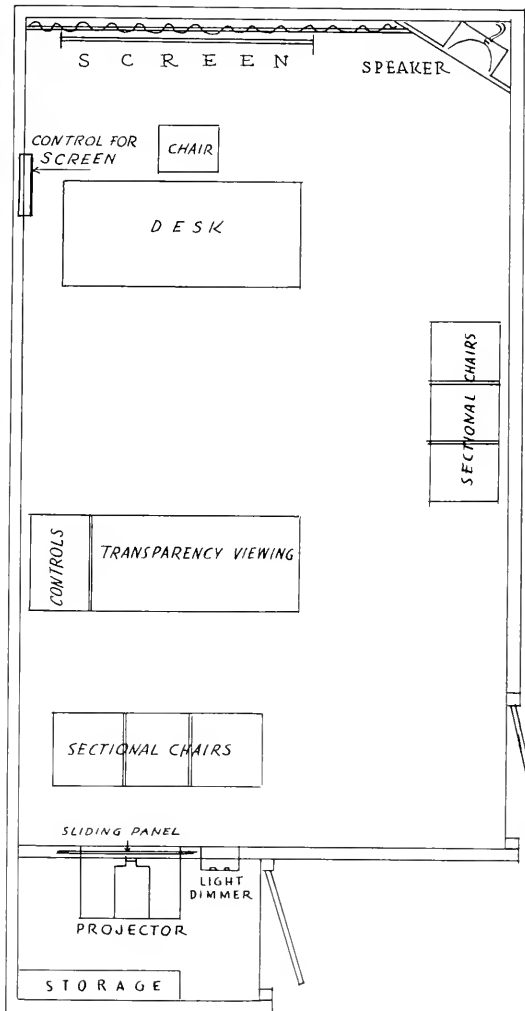 SCREEN
SPEAKER
CONTROL FOR
SCREEN
CHAIR
DESK
SECTIONAL CHAIRS
CONTROLS
TRANSPARENCY VIEWING
SECTIONAL CHAIRS
SLIDING PANEL
LIGHT
DIMMER
PROJECTOR
STORAGE